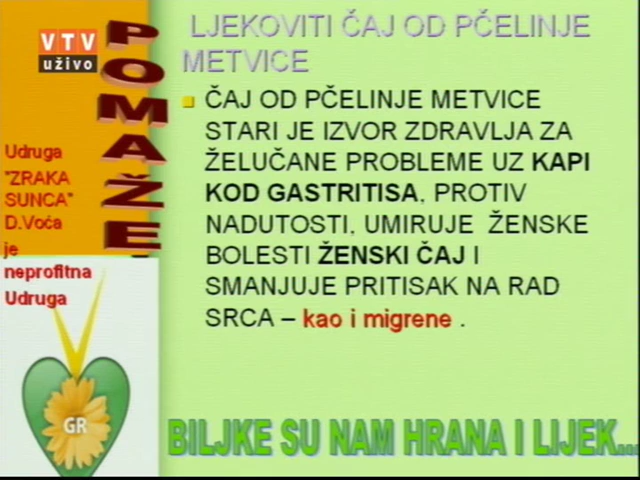 VTV
uživo
POMAŽE
Udruga
"ZRAKA
SUNCA"
D.Voća
je
neprofitna
Udruga
GR
LJEKOVITI ČAJ OD PČELINJE
METVICE
ČAJ OD PČELINJE METVICE
STARI JE IZVOR ZDRAVLJA ZA
ŽELUČANE PROBLEME UZ KAPI
KOD GASTRITISA, PROTIV
NADUTOSTI, UMIRUJE ŽENSKE
BOLESTI ŽENSKI ČAJ I
SMANJUJE PRITISAK NA RAD
SRCA – kao i migrene .
BILJKE SU NAM HRANA I LIJEK...